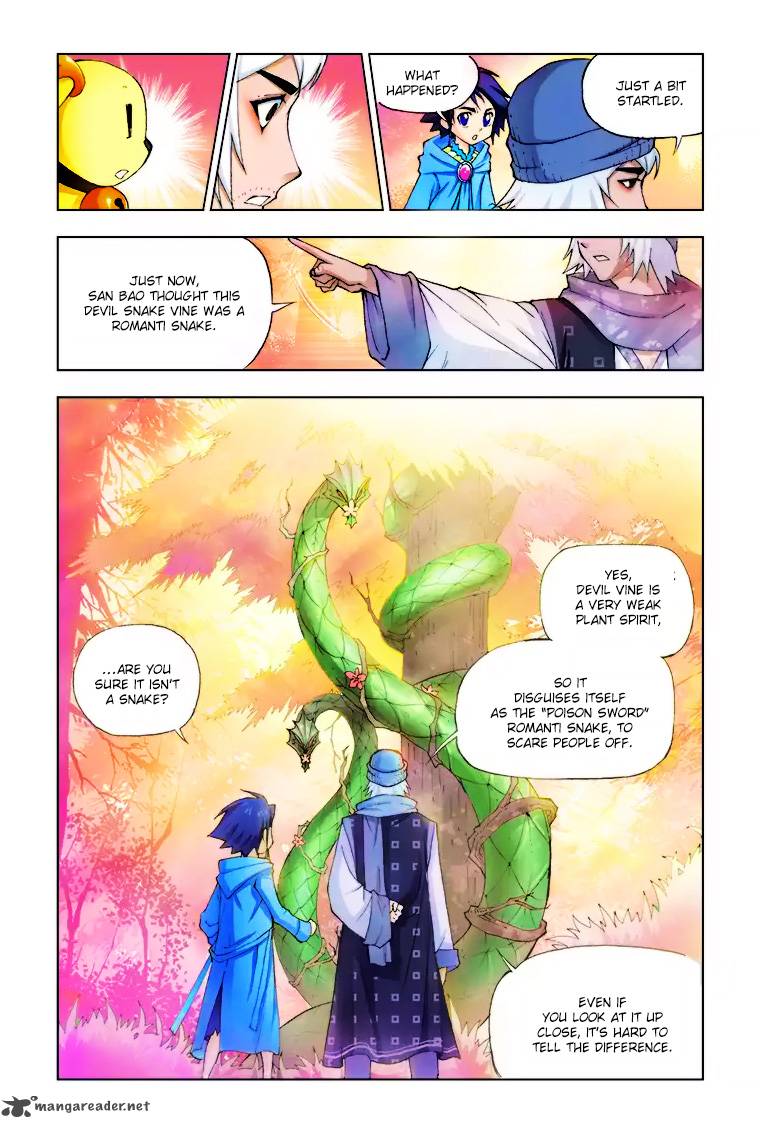 WHAT
HAPPENED?
JUST A BIT
STARTLED.
JUST NOW,
SAN BAO THOUGHT THIS
DEVIL SNAKE VINE WAS A
ROMANTI SNAKE.
YES,
DEVIL VINE IS
A VERY WEAK
PLANT SPIRIT,
...ARE YOU
SURE IT ISN'T
A SNAKE?
SO IT
DISGUISES ITSELF
AS THE "POISON SWORD"
ROMANTI SNAKE, TO
SCARE PEOPLE OFF.
EVEN IF
YOU LOOK AT IT UP
CLOSE, IT'S HARD TO
TELL THE DIFFERENCE.
mangareader.net